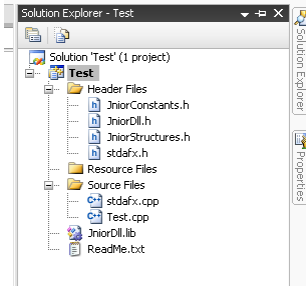 Solution Explorer - Test
Solution 'Test' (1 project)
Test
Header Files
JniorConstants.h
JniorDll.h
JniorStructures.h
stdafx.h
Resource Files
Source Files
stdafx.cpp
Test.cpp
JniorDll.lib
ReadMe.txt
Solution Explorer
Properties